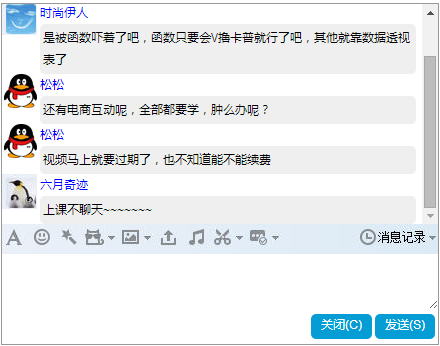 时尚伊人
是被函数吓着了吧，函数只要会V撸卡普就行了吧，其他就靠数据透视
表了
松松
还有电商互动呢，全部都要学，肿么办呢？
松松
视频马上就要过期了，也不知道能不能续费
六月奇迹
上课不聊天~~~~~~~
消息记录
关闭(C) 发送(S)